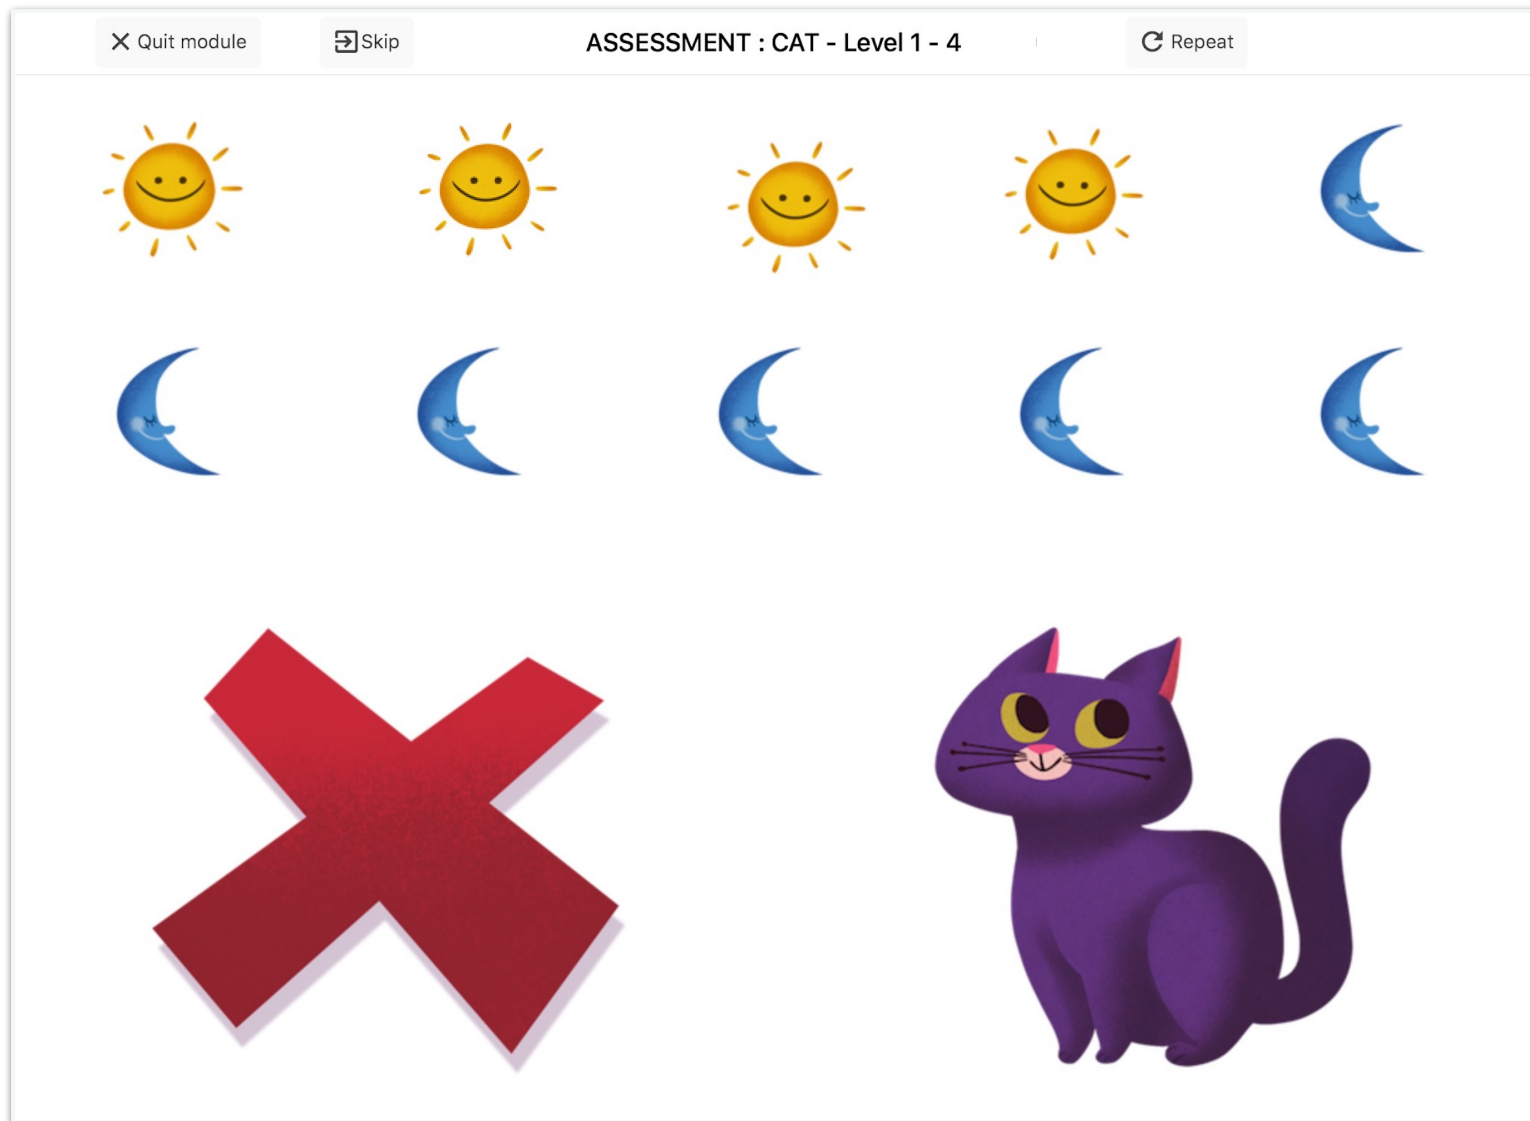 Quit module
Skip
ASSESSMENT : CAT - Level 1 - 4
Repeat